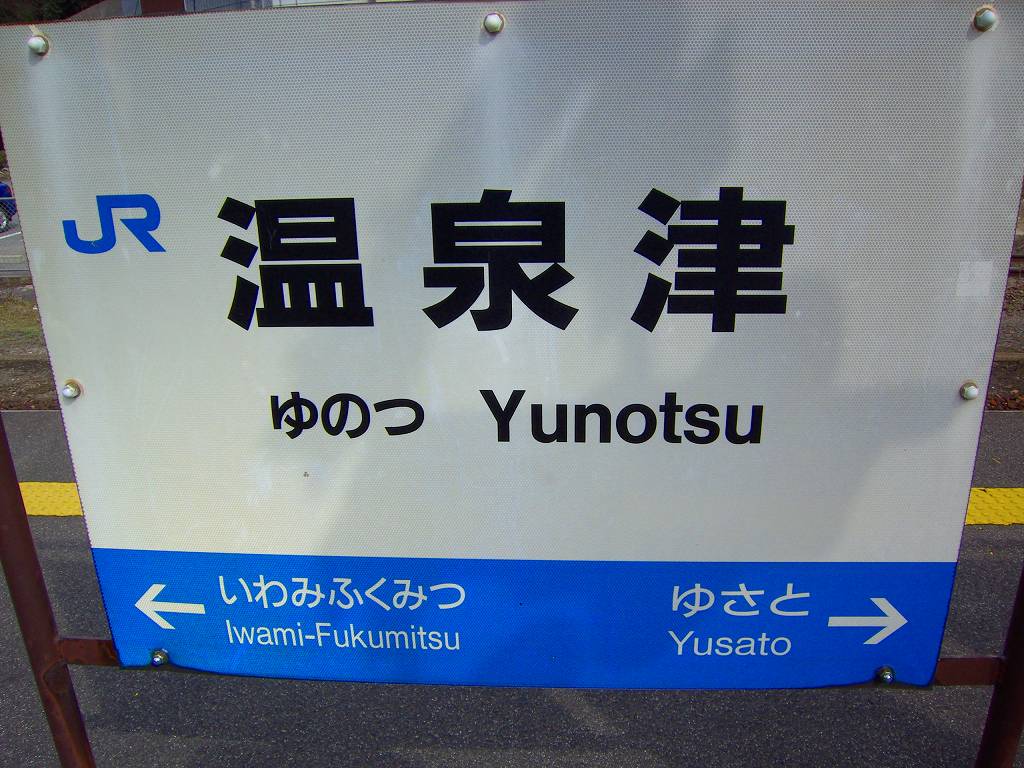 JR 温泉津
ゆのつ Yunotsu
← いわみふくみつ ゆさと →
Iwami-Fukumitsu Yusato